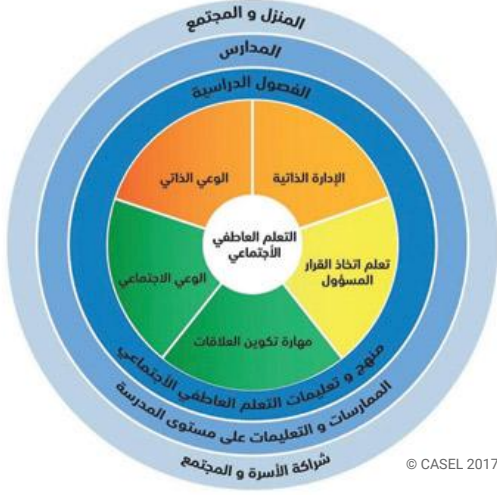 المنزل و المجتمع
المدارس
الفصول الدراسية
الوعي الذاتي
الإدارة الذاتية
التعلم العاطفي
الأجتماعي
الوعي الاجتماعي
تعلم اتخاذ القرار
المسؤول
مهارة تكوين العلاقات
منهج و تعليمات التعلم العاطفي الأجتماعي
الممارسات و التعليمات على مستوى المدرسة
شراكة الأسرة و المجتمع
© CASEL 2017